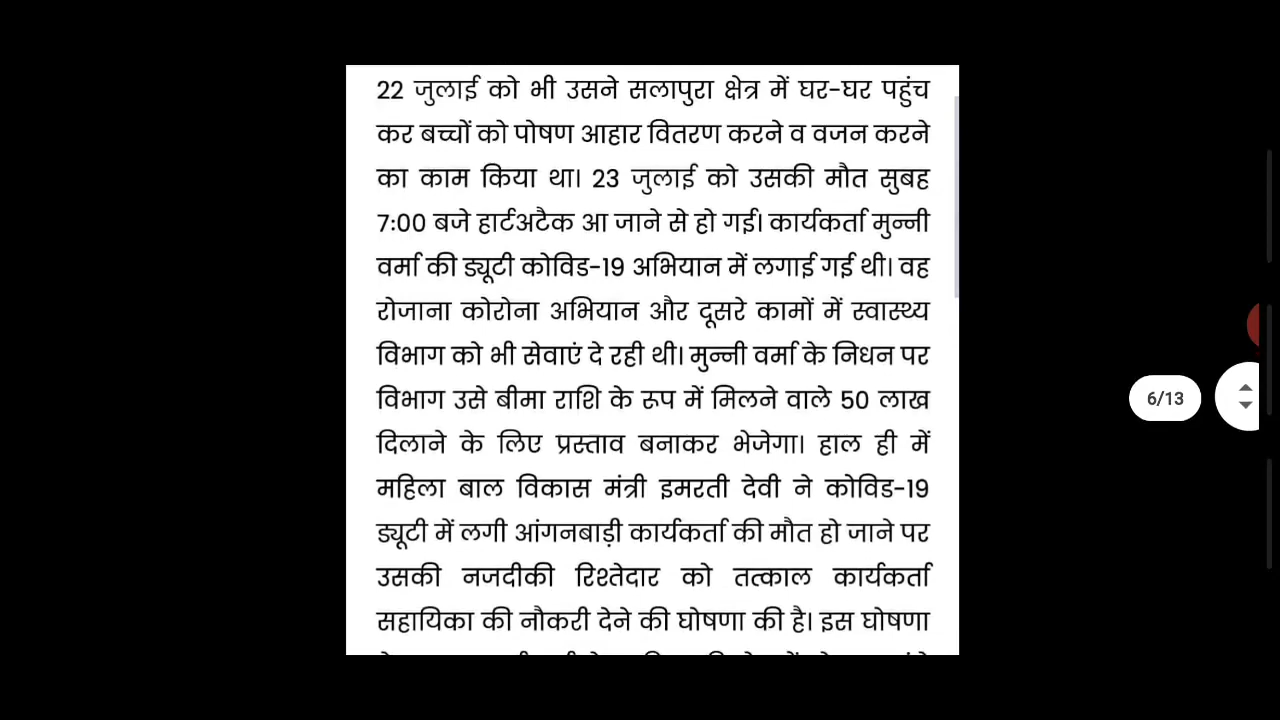 22 जुलाई को भी उसने सलापुरा क्षेत्र में घर-घर पहुंच
कर बच्चों को पोषण आहार वितरण करने व वजन करने
का काम किया था। 23 जुलाई को उसकी मौत सुबह
7:00 बजे हार्टअटैक आ जाने से हो गई। कार्यकर्ता मुन्नी
वर्मा की ड्यूटी कोविड-19 अभियान में लगाई गई थी। वह
रोजाना कोरोना अभियान और दूसरे कामों में स्वास्थ्य
विभाग को भी सेवाएं दे रही थी। मुन्नी वर्मा के निधन पर
विभाग उसे बीमा राशि के रूप में मिलने वाले 50 लाख
दिलाने के लिए प्रस्ताव बनाकर भेजेगा। हाल ही में
महिला बाल विकास मंत्री इमरती देवी ने कोविड-19
ड्यूटी में लगी आंगनबाड़ी कार्यकर्ता की मौत हो जाने पर
उसकी नजदीकी रिश्तेदार को तत्काल कार्यकर्ता
सहायिका की नौकरी देने की घोषणा की है। इस घोषणा
6/13